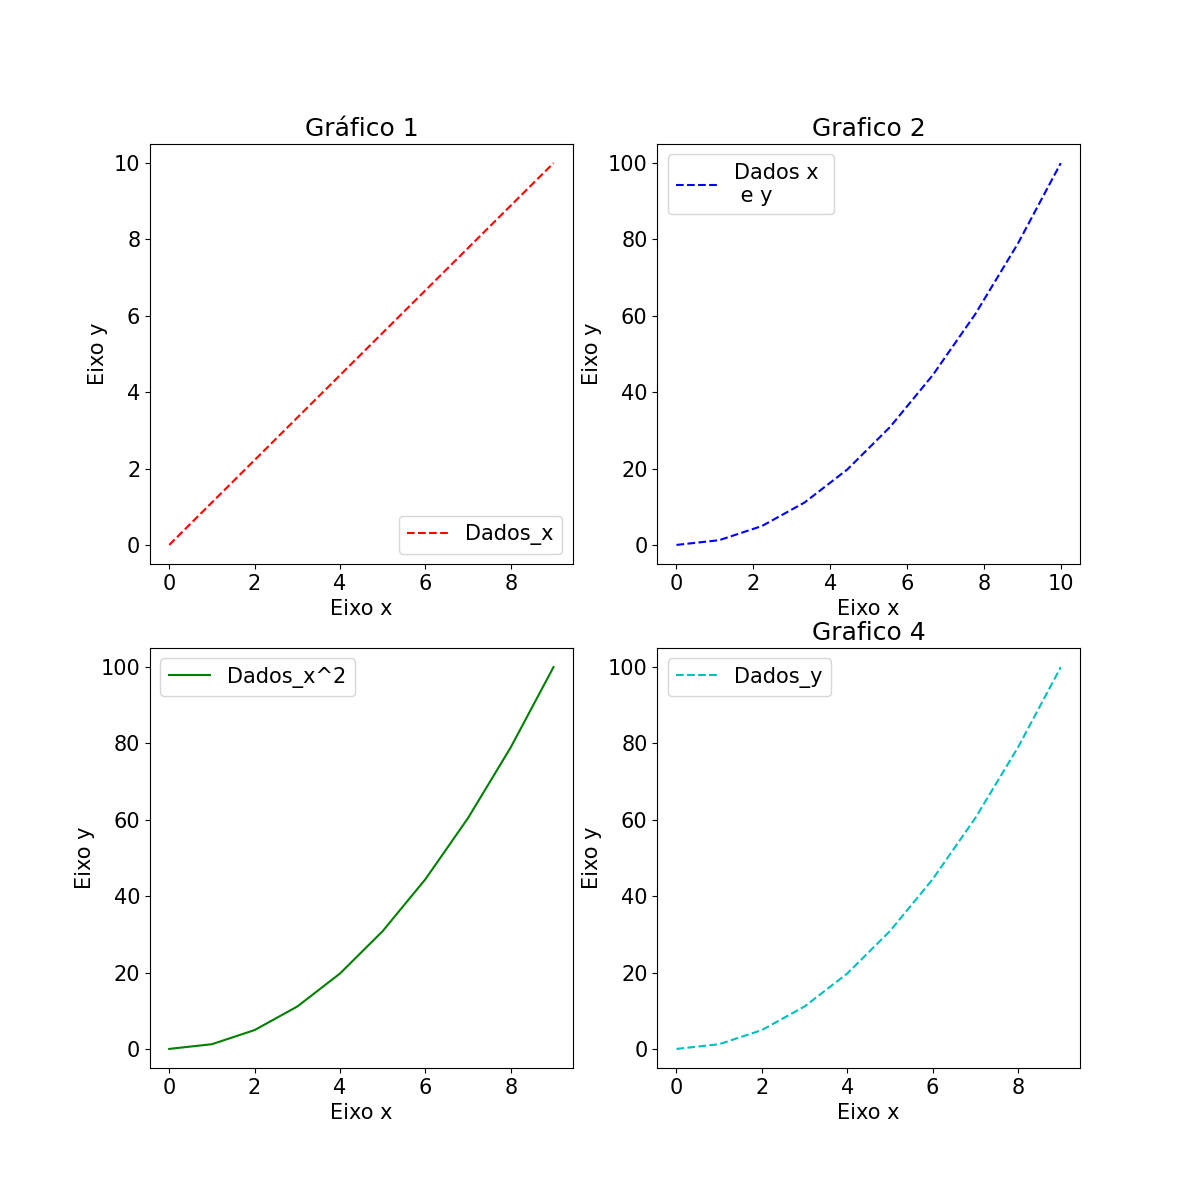 Gráfico 1
10
8
6
4
2
0
Eixo y
Dados_x
0 2 4 6 8
Eixo x
Grafico 2
100
80
60
40
20
0
Eixo y
Dados x
e y
0 2 4 6 8 10
Eixo x
100
80
60
40
20
0
Eixo y
Dados_x^2
0 2 4 6 8
Eixo x
Grafico 4
100
80
60
40
20
0
Eixo y
Dados_y
0 2 4 6 8
Eixo x